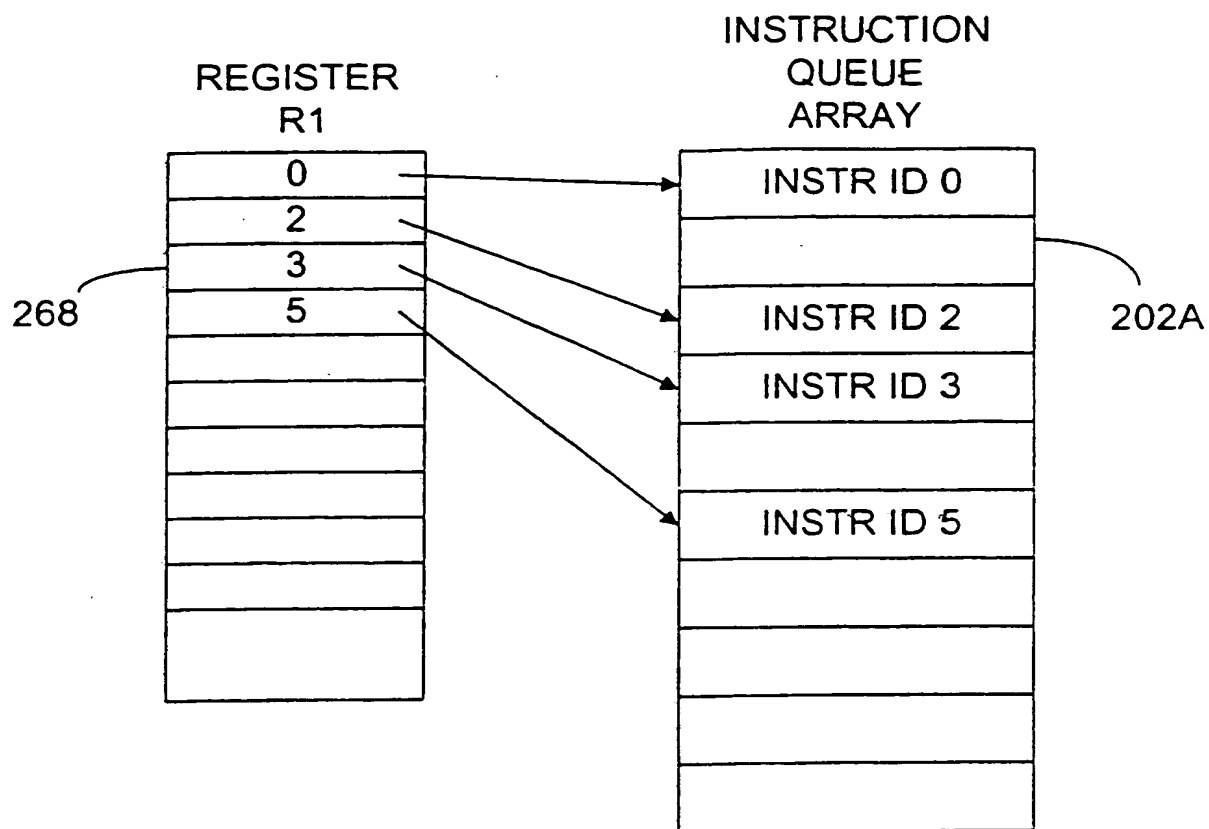 REGISTER
R1
0
2
3
5
268
INSTRUCTION
QUEUE
ARRAY
INSTR ID 0
INSTR ID 2
INSTR ID 3
INSTR ID 5
202A